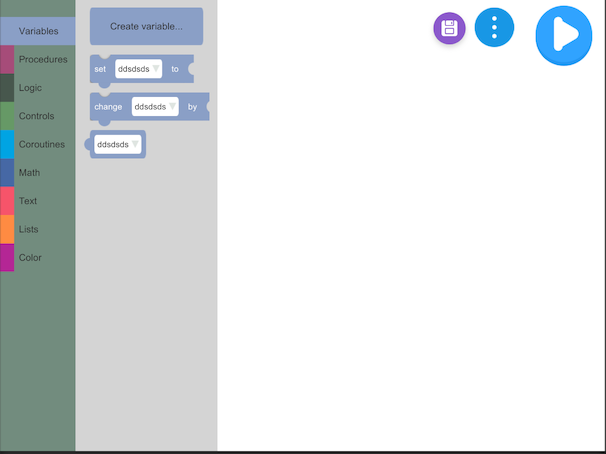 Variables
Procedures
Logic
Controls
Coroutines
Math
Text
Lists
Color
Create variable...
set ddsdsds to
change ddsdsds by
ddsdsds